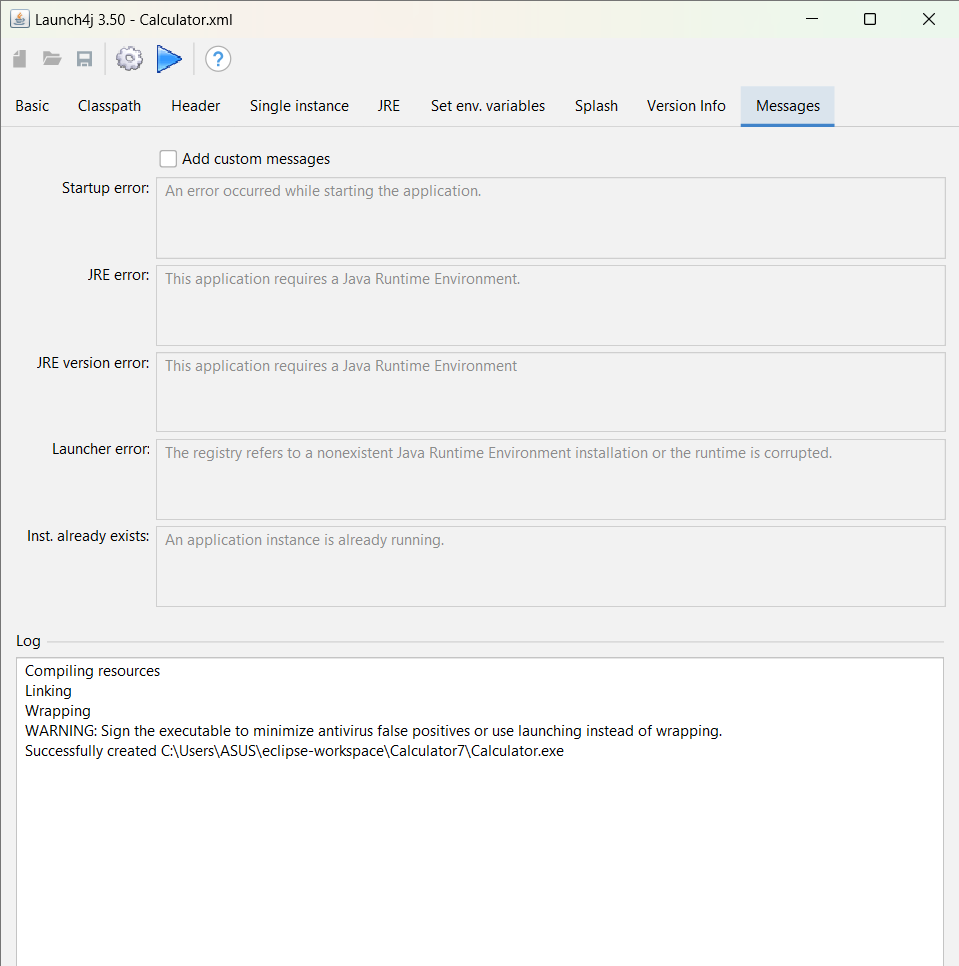 Launch4j 3.50 - Calculator.xml
?
Basic Classpath Header Single instance JRE Set env. variables Splash Version Info Messages
Add custom messages
Startup error: An error occurred while starting the application.
JRE error: This application requires a Java Runtime Environment.
JRE version error: This application requires a Java Runtime Environment
Launcher error: The registry refers to a nonexistent Java Runtime Environment installation or the runtime is corrupted.
Inst. already exists: An application instance is already running.
Log
Compiling resources
Linking
Wrapping
WARNING: Sign the executable to minimize antivirus false positives or use launching instead of wrapping.
Successfully created C:\Users\ASUS\eclipse-workspace\Calculator7\Calculator.exe